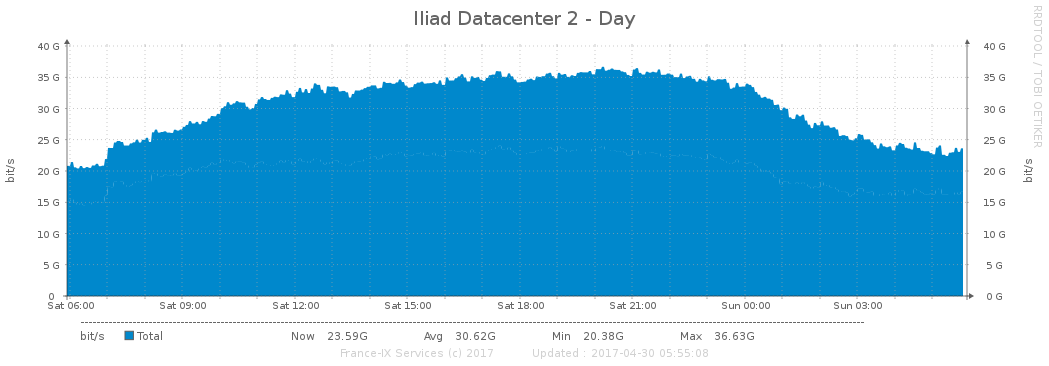 Iliad Datacenter 2 - Day
RRDTOOL / TOBI OETIKER
40 G 40 G
35 G 35 G
30 G 30 G
25 G 25 G
20 G 20 G
15 G 15 G
10 G 10 G
5 G 5 G
0 0 G
bit/s bit/s
Sat 06:00 Sat 09:00 Sat 12:00 Sat 15:00 Sat 18:00 Sat 21:00 Sun 00:00 Sun 03:00
bit/s Total Now 23.59G Avg 30.62G Min 20.38G Max 36.63G
France-IX Services (c) 2017 Updated : 2017-04-30 05:55:08